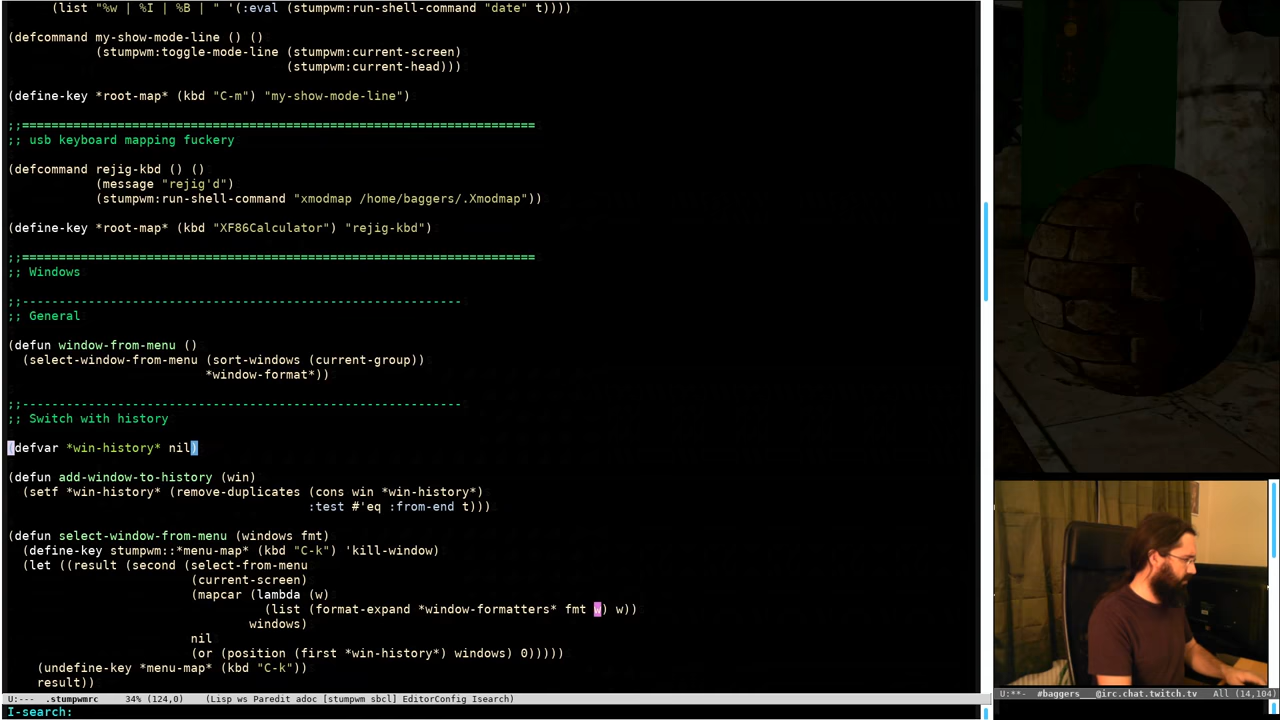 (list "%w | %I | %B | " '(:eval (stumpwm:run-shell-command "date" t))))
(defcommand my-show-mode-line () ()
(stumpwm:toggle-mode-line (stumpwm:current-screen)
(stumpwm:current-head)))
(define-key *root-map* (kbd "C-m") "my-show-mode-line")
;;======================================================================
;; usb keyboard mapping fuckery
(defcommand rejig-kbd () ()
(message "rejig'd")
(stumpwm:run-shell-command "xmodmap /home/baggers/.Xmodmap"))
(define-key *root-map* (kbd "XF86Calculator") "rejig-kbd")
;;======================================================================
;; Windows
;;------------------------------------------------------------
;; General
(defun window-from-menu ()
(select-window-from-menu (sort-windows (current-group))
*window-format*))
;;------------------------------------------------------------
;; Switch with history
(defvar *win-history* nil)
(defun add-window-to-history (win)
(setf *win-history* (remove-duplicates (cons win *win-history*)
:test #'eq :from-end t)))
(defun select-window-from-menu (windows fmt)
(define-key stumpwm::*menu-map* (kbd "C-k") 'kill-window)
(let ((result (second (select-from-menu
(current-screen)
(mapcar (lambda (w)
(list (format-expand *window-formatters* fmt w) w))
windows)
nil
(or (position (first *win-history*) windows) 0)))))
(undefine-key *menu-map* (kbd "C-k"))
result))
U:--- .stumpwmrc 34% (124,0) (Lisp ws Paredit adoc [stumpwm sbcl] EditorConfig Isearch)
I-search:
U:**- #baggers___@irc.chat.twitch.tv All (14,104)